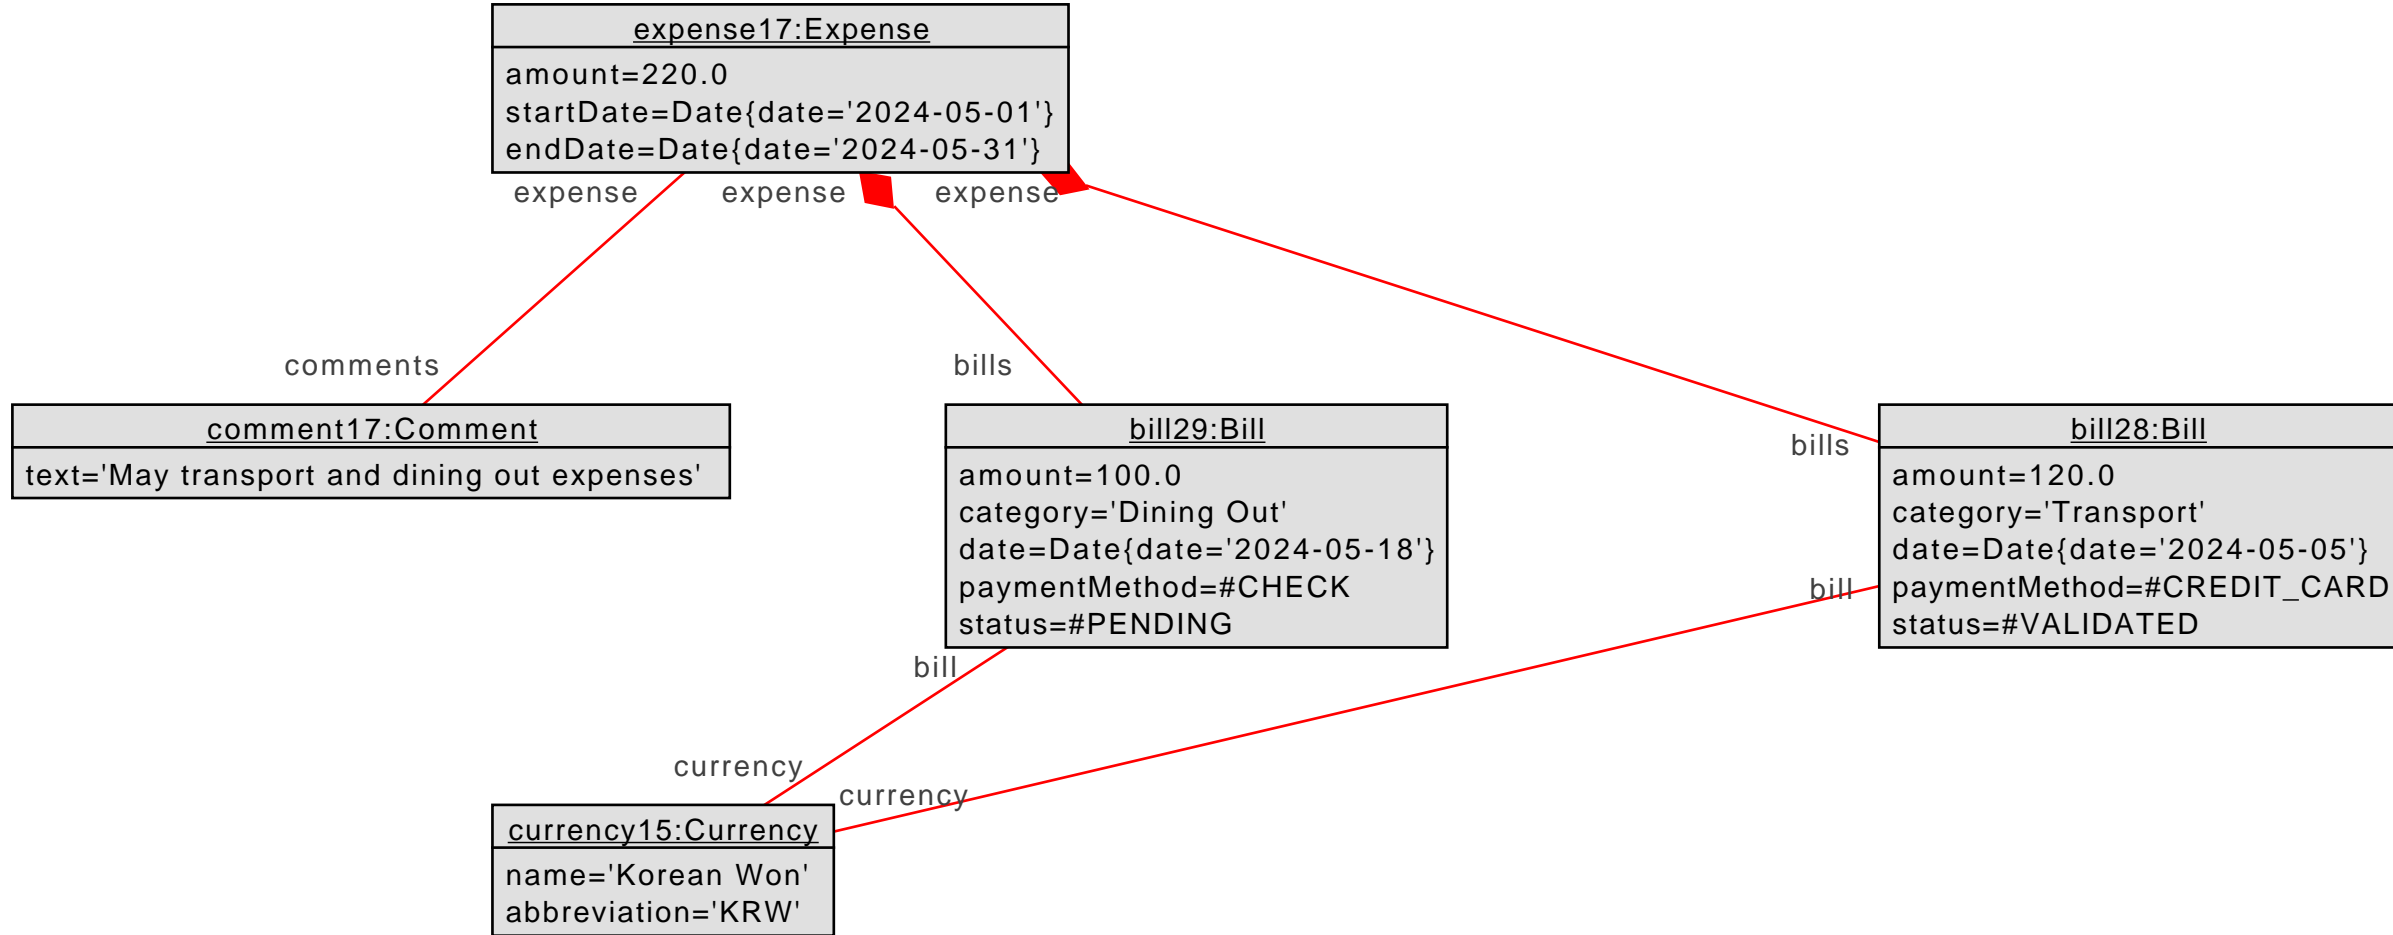 expense17:Expense
amount=220.0
startDate=Date{date='2024-05-01'}
endDate=Date{date='2024-05-31'}
expense
expense
expense
comments
bills
bills
comment17:Comment
text='May transport and dining out expenses'
bill29:Bill
amount=100.0
category='Dining Out'
date=Date{date='2024-05-18'}
paymentMethod=#CHECK
status=#PENDING
bill28:Bill
amount=120.0
category='Transport'
date=Date{date='2024-05-05'}
paymentMethod=#CREDIT_CARD
status=#VALIDATED
bill
bill
currency
currency
currency15:Currency
name='Korean Won'
abbreviation='KRW'